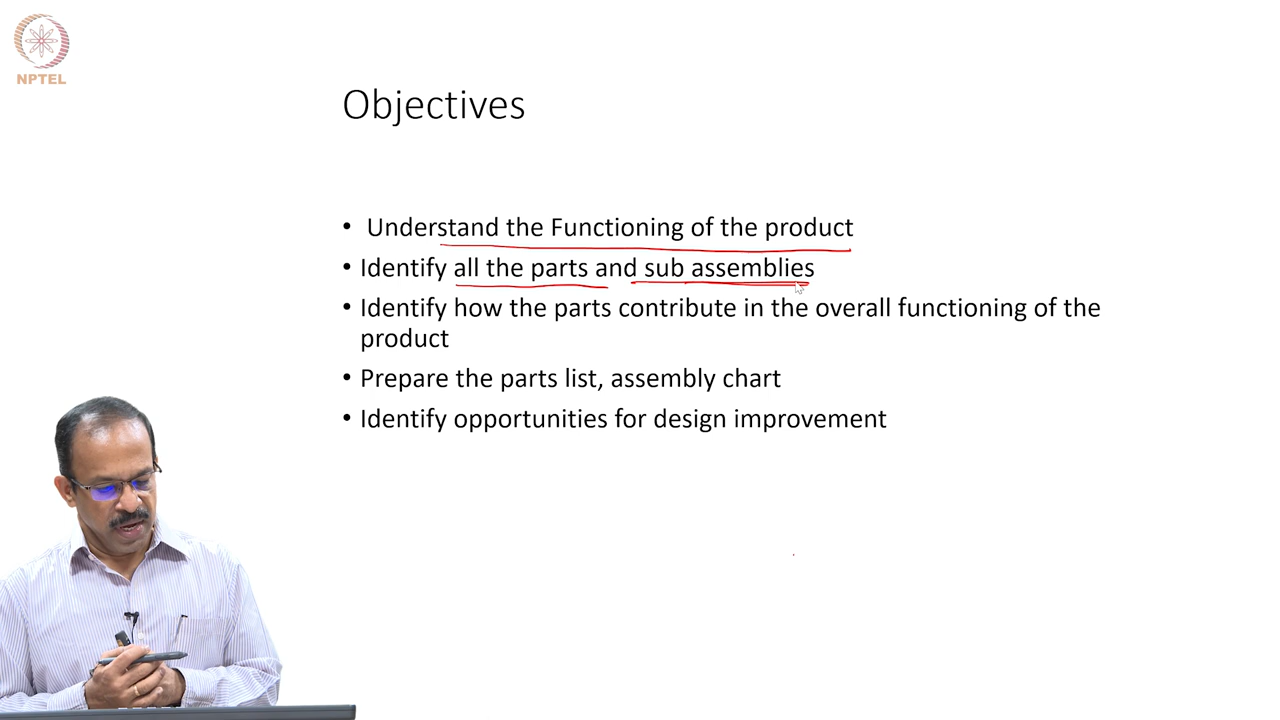 NPTEL
Objectives
• Understand the Functioning of the product
• Identify all the parts and sub assemblies
• Identify how the parts contribute in the overall functioning of the
product
• Prepare the parts list, assembly chart
• Identify opportunities for design improvement